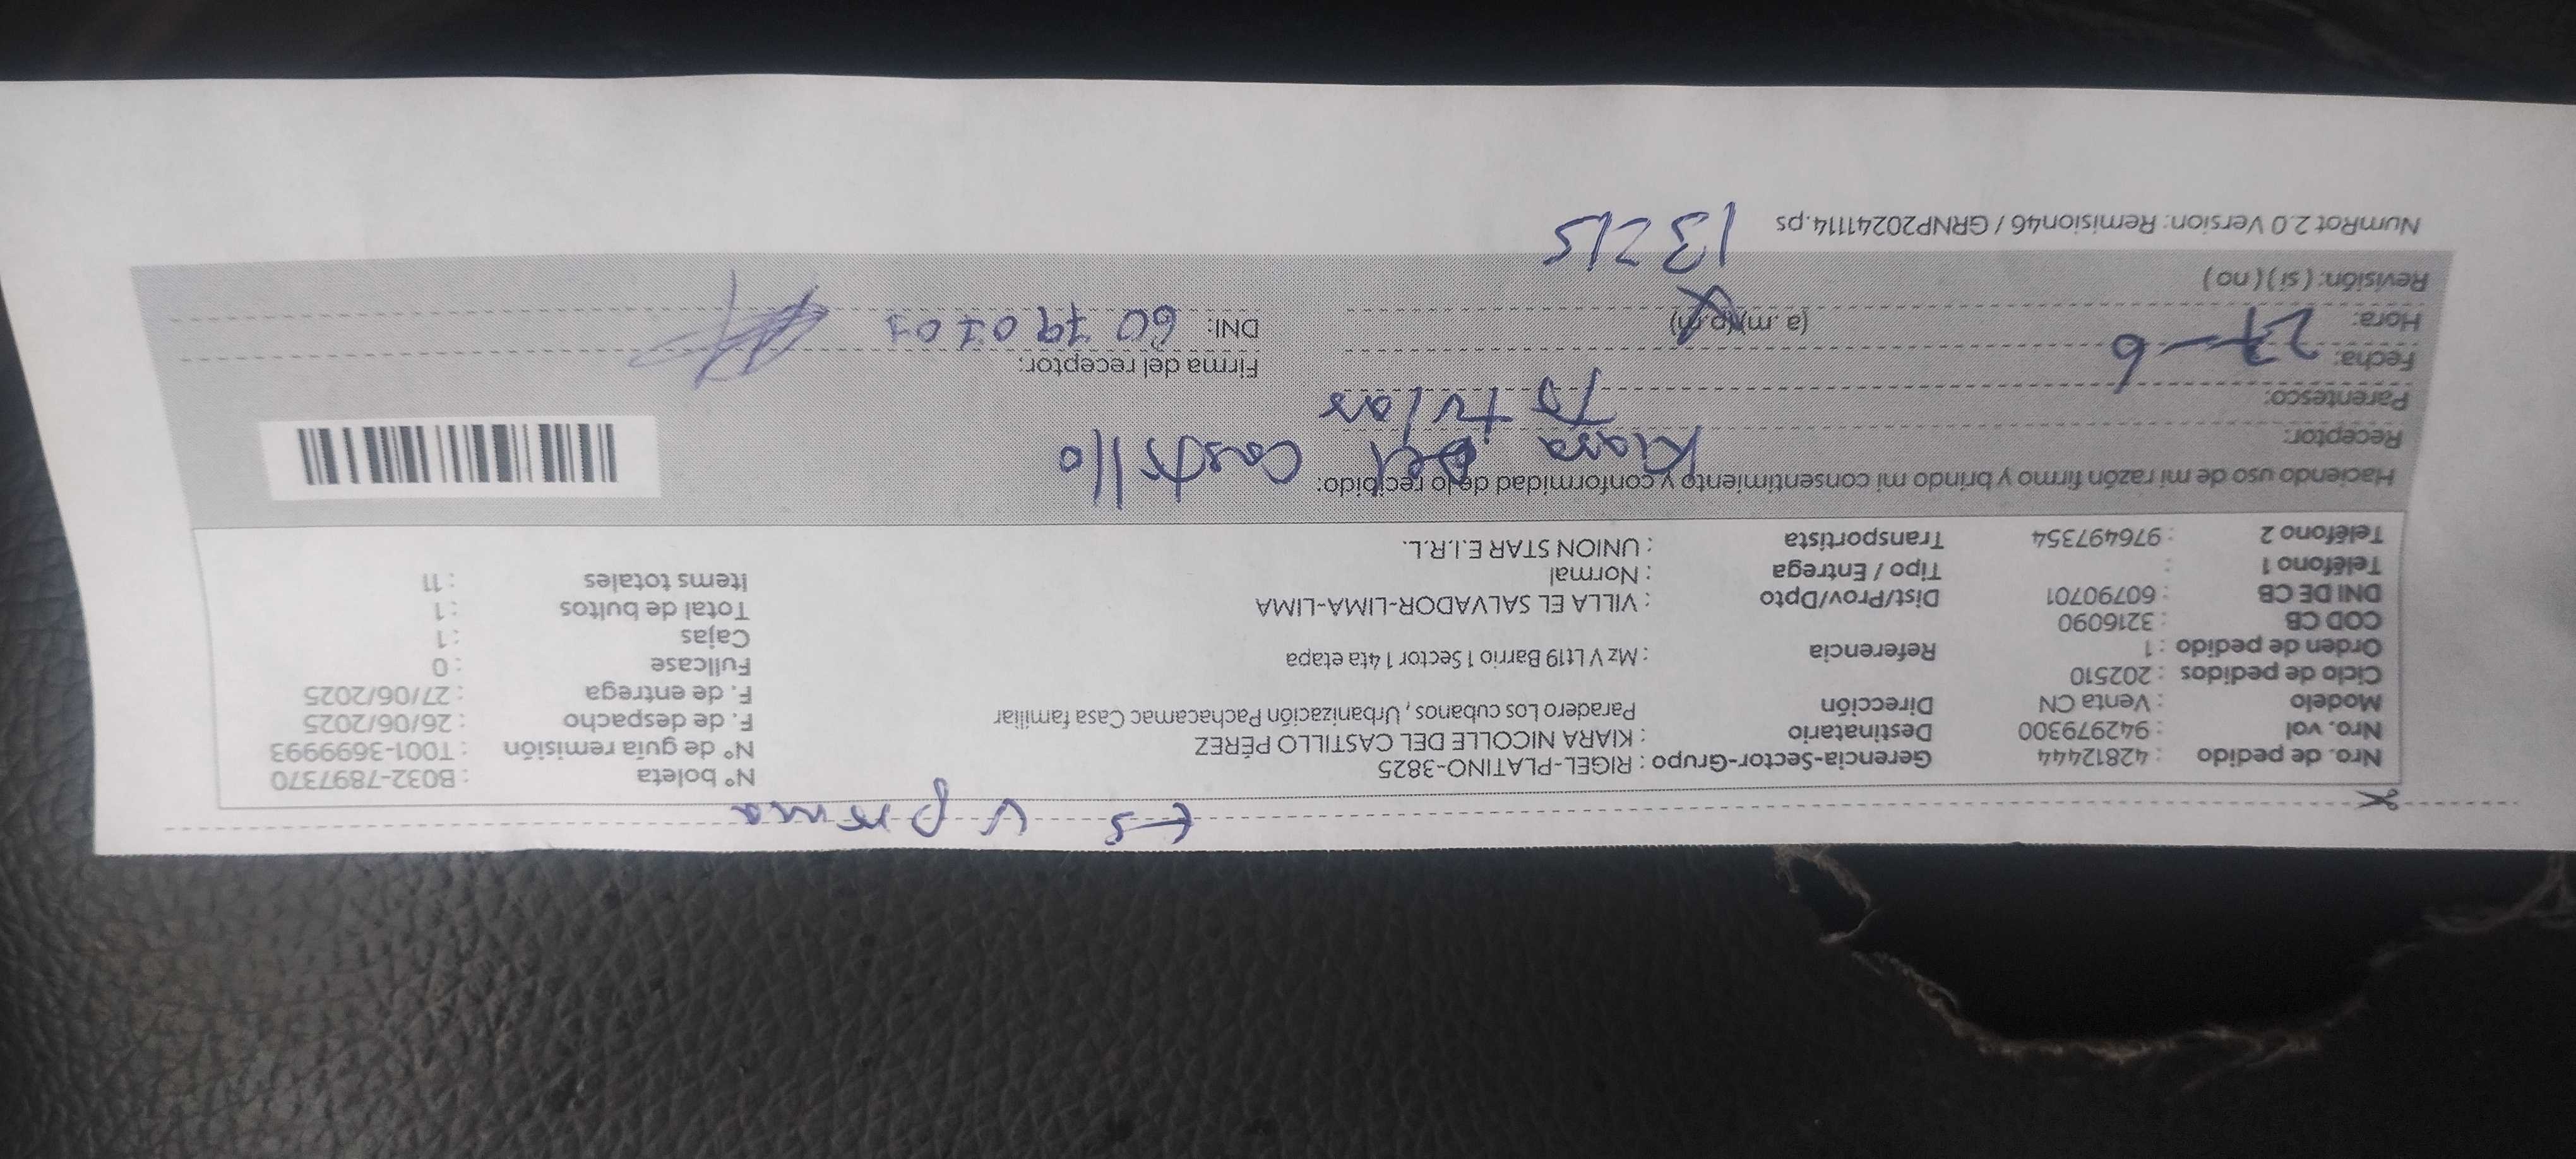 Es V prema
Nro. de pedido : 42812444 Gerencia-Sector-Grupo : RIGEL-PLATINO-3825 N° boleta : B032-7897370
Nro. vol : 942979300 Destinatario : KIARA NICOLLE DEL CASTILLO PÉREZ N° de guía remisión : T001-3699993
Modelo : Venta CN Dirección Paradero Los cubanos , Urbanización Pachacamac Casa familiar F. de despacho : 26/06/2025
Ciclo de pedidos : 202510 F. de entrega : 27/06/2025
Orden de pedido : 1 Referencia : Mz V Lt19 Barrio 1 Sector 1 4ta etapa Fullcase : 0
COD CB : 3216090 Cajas : 1
DNI DE CB : 60790701 Dist/Prov/Dpto : VILLA EL SALVADOR-LIMA-LIMA Total de bultos : 1
Teléfono 1 : Tipo / Entrega : Normal Items totales : 11
Teléfono 2 : 976497354 Transportista : UNION STAR E.I.R.L.
Haciendo uso de mi razón firmo y brindo mi consentimiento y conformidad de lo recibido:
Receptor: Kiara Del Castillo
Parentesco: Titular
Fecha: 27-6 Firma del receptor:
Hora: (a. m)(p.m) DNI: 60790701
Revisión: ( si ) ( no )
13215
NumRot 2.0 Version: Remision46 / GRNP20241114.ps